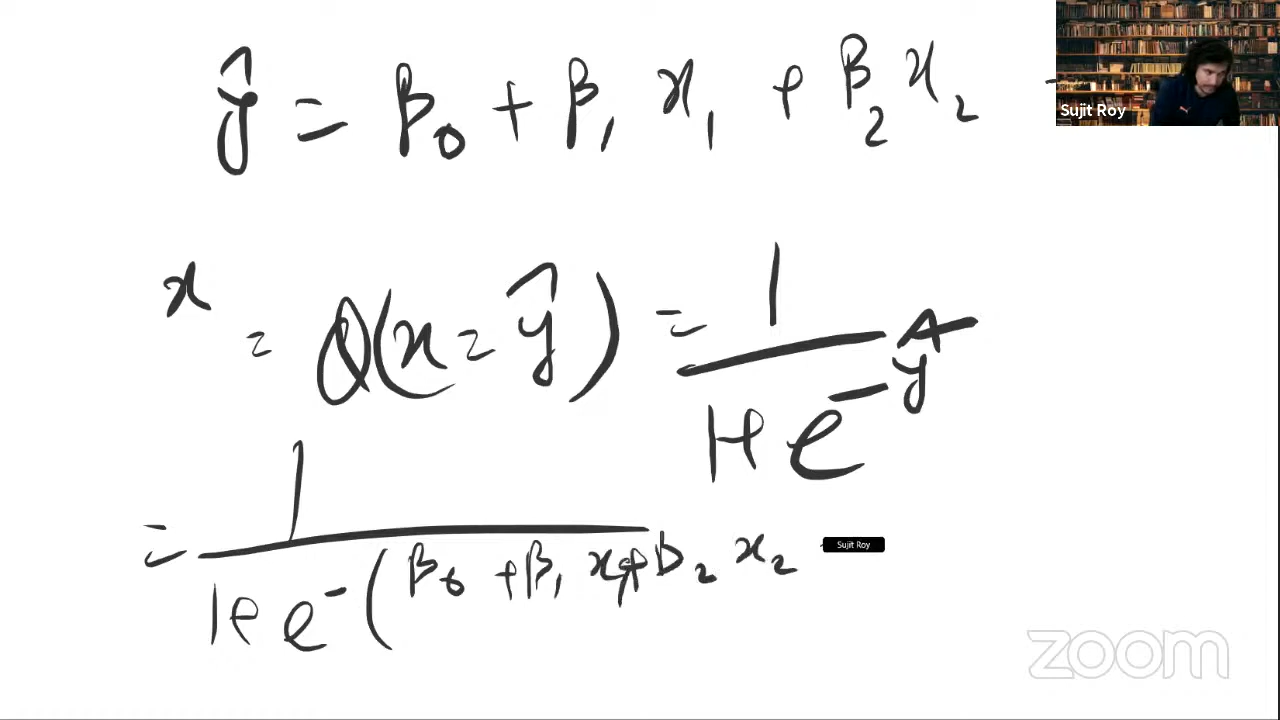 ŷ = β₀ + β₁ x₁ + β₂ x₂ -
Sujit Roy
x = Q(x = ŷ) = 1 / 1+e^-ŷ
= 1 / 1+e^-(β₀ + β₁ x₁ + β₂ x₂
Sujit Roy
zoom